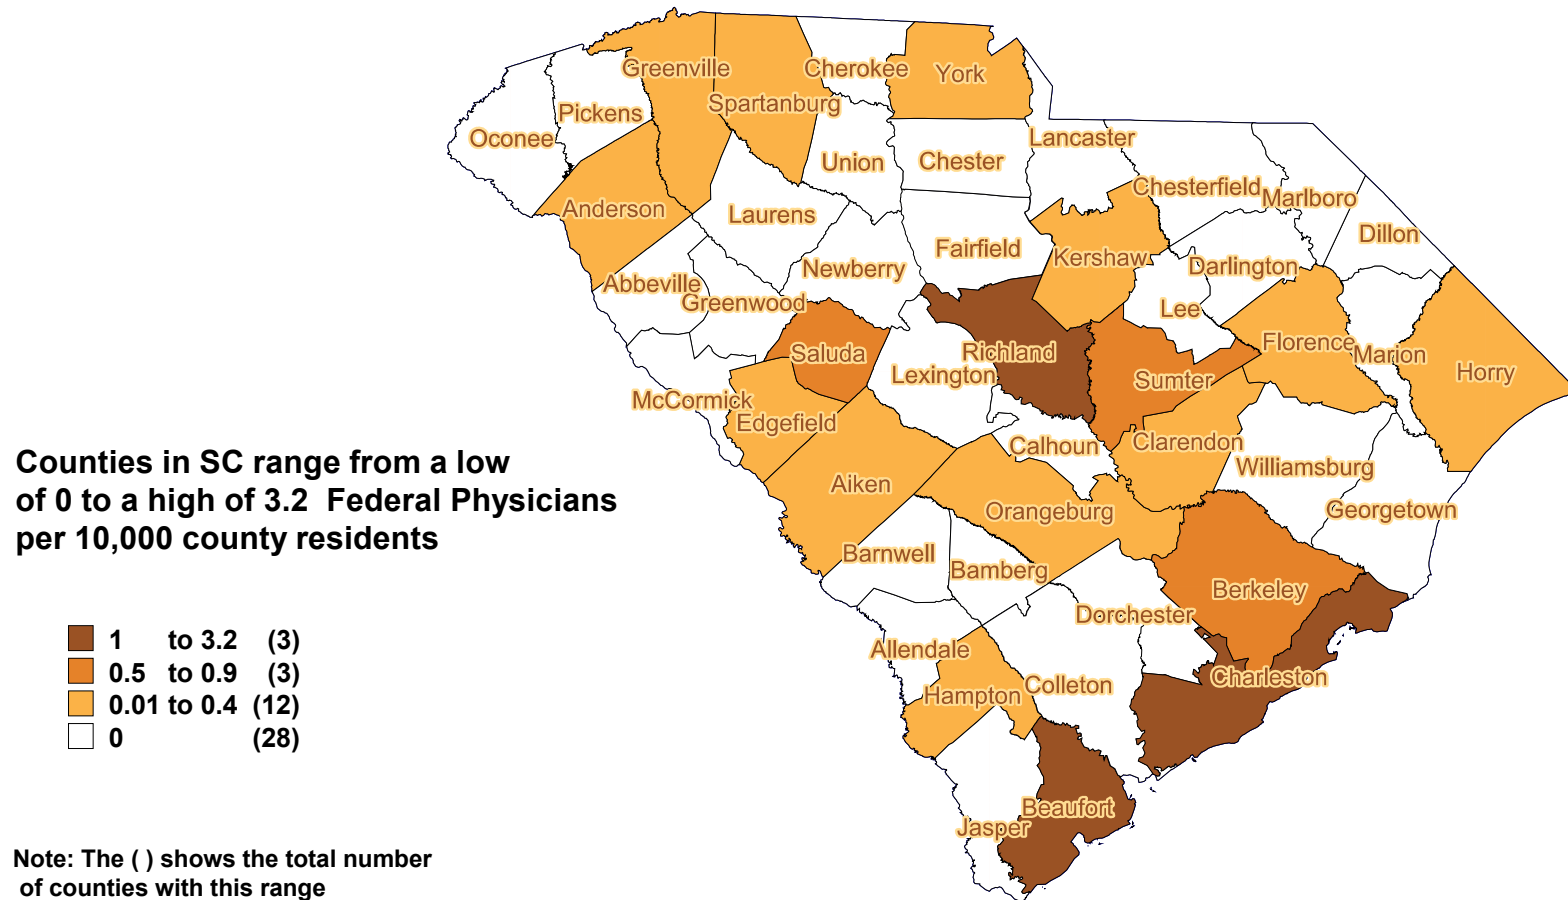 Greenville
Cherokee
York
Spartanburg
Pickens
Oconee
Lancaster
Union
Chester
Chesterfield
Marlboro
Anderson
Laurens
Dillon
Fairfield
Kershaw
Newberry
Darlington
Abbeville
Greenwood
Lee
Saluda
Richland
Florence
Marion
Lexington
Sumter
Horry
McCormick
Edgefield
Calhoun
Clarendon
Williamsburg
Aiken
Orangeburg
Georgetown
Barnwell
Bamberg
Berkeley
Dorchester
Allendale
Charleston
Colleton
Hampton
Beaufort
Jasper
Counties in SC range from a low
of 0 to a high of 3.2 Federal Physicians
per 10,000 county residents
1 to 3.2 (3)
0.5 to 0.9 (3)
0.01 to 0.4 (12)
0 (28)
Note: The ( ) shows the total number
of counties with this range